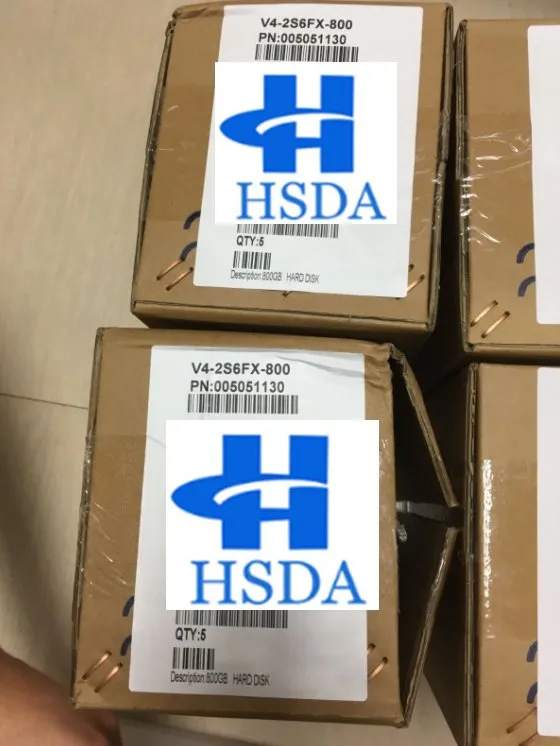 V4-2S6FX-800
PN:005051130
HSDA
QTY:5
Description:800GB HARD DISK
V4-2S6FX-800
PN:005051130
HSDA
QTY:5
Description:800GB HARD DISK